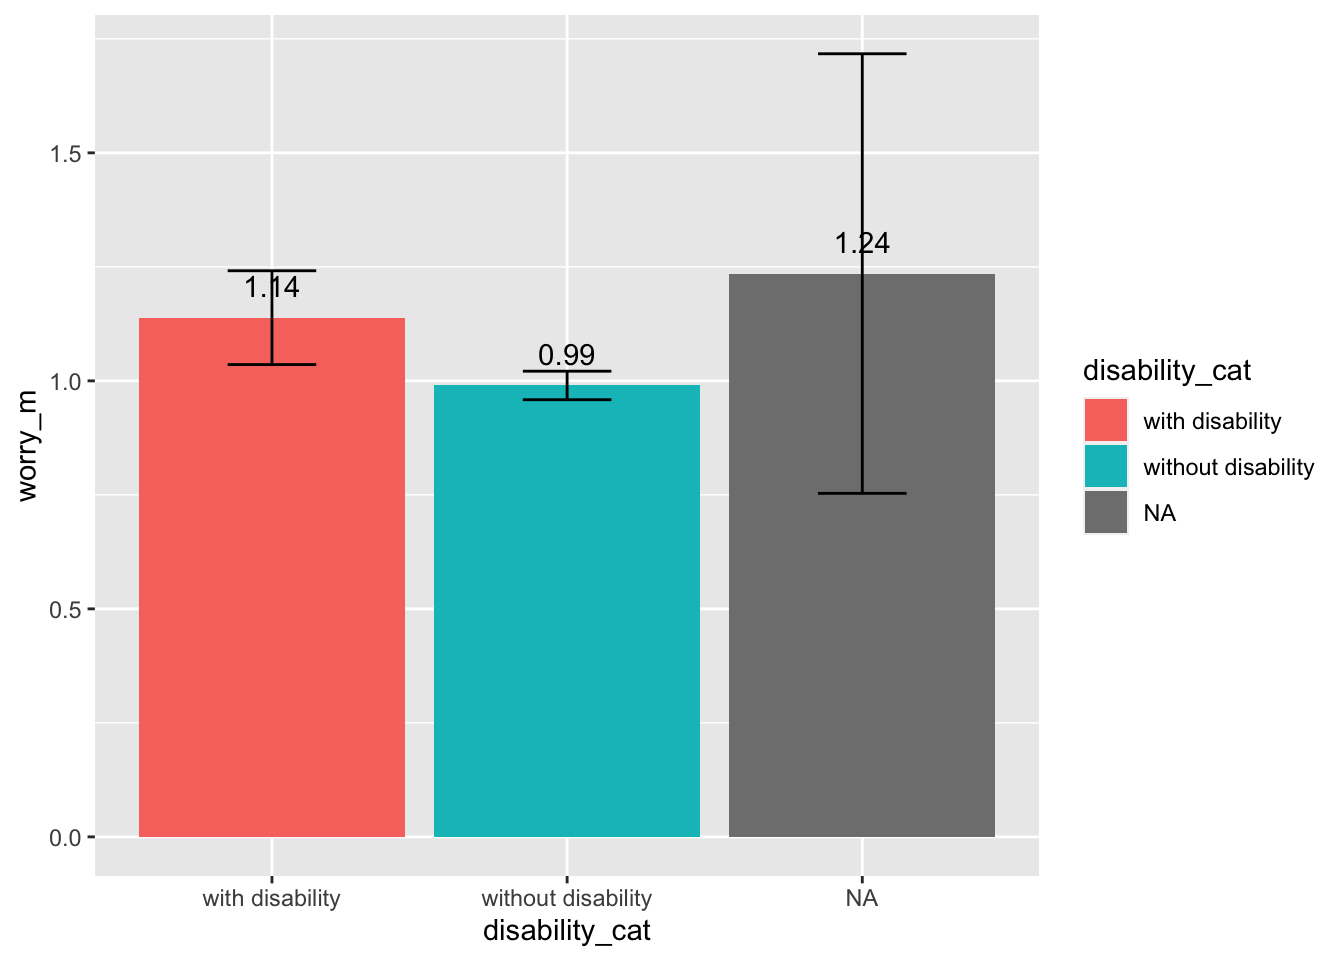 worry_m
1.5
1.0
0.5
0.0
1.14
0.99
1.24
with disability
without disability
NA
disability_cat
disability_cat
with disability
without disability
NA